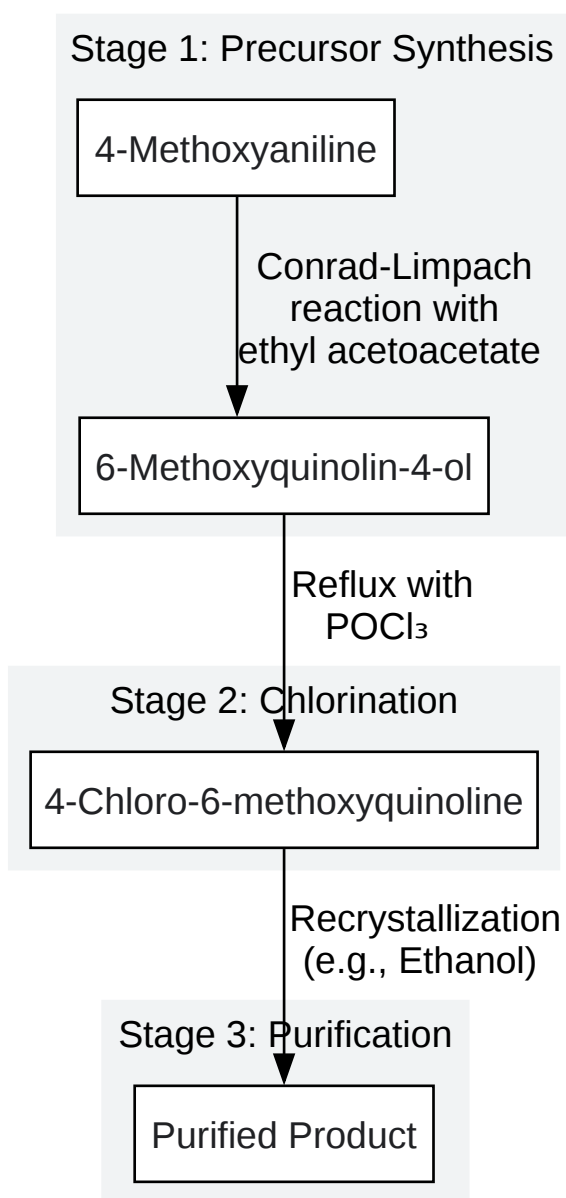 Stage 1: Precursor Synthesis
4-Methoxyaniline
Conrad-Limpach
reaction with
ethyl acetoacetate
6-Methoxyquinolin-4-ol
Reflux with
POCl₃
Stage 2: Chlorination
4-Chloro-6-methoxyquinoline
Recrystallization
(e.g., Ethanol)
Stage 3: Purification
Purified Product